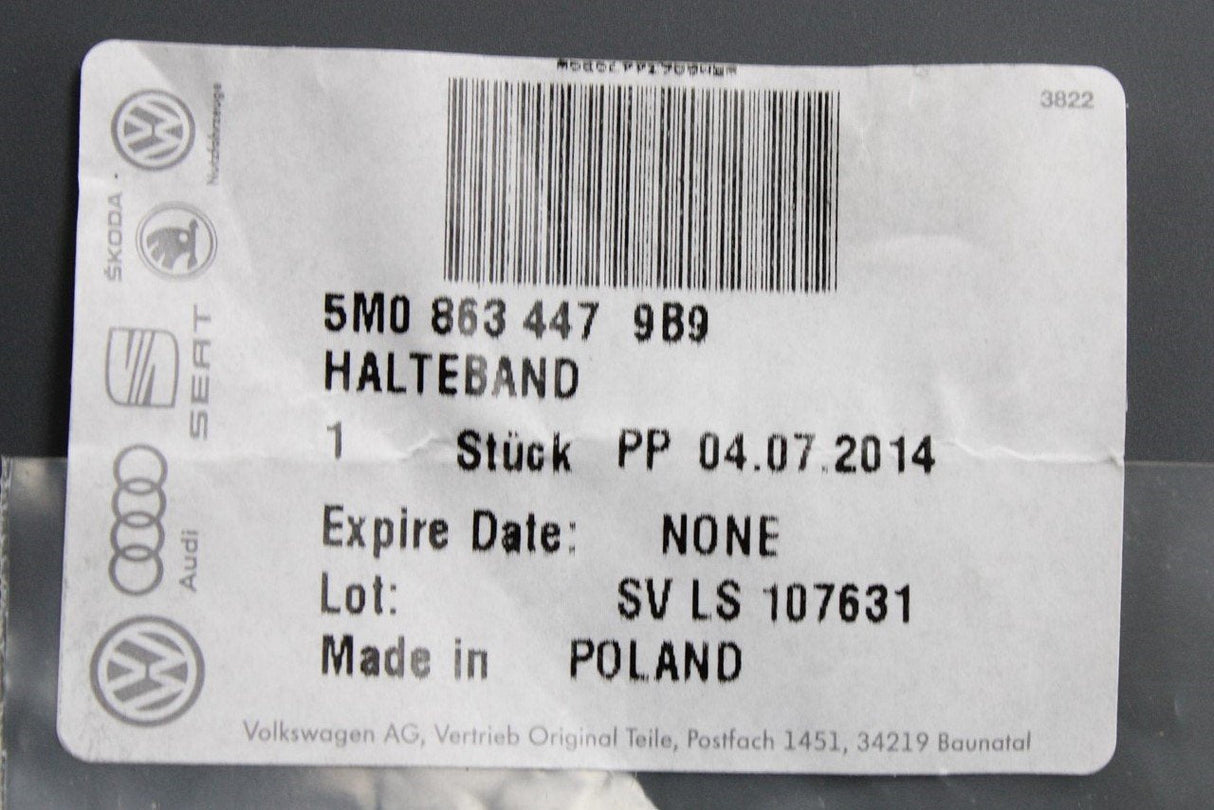 3822
5M0 863 447 9B9
HALTEBAND
1 Stück PP 04.07.2014
Expire Date: NONE
Lot: SV LS 107631
Made in POLAND
Volkswagen AG, Vertrieb Original Teile, Postfach 1451, 34219 Baunatal
Nutzfahrzeuge
ŠKODA
SEAT
Audi